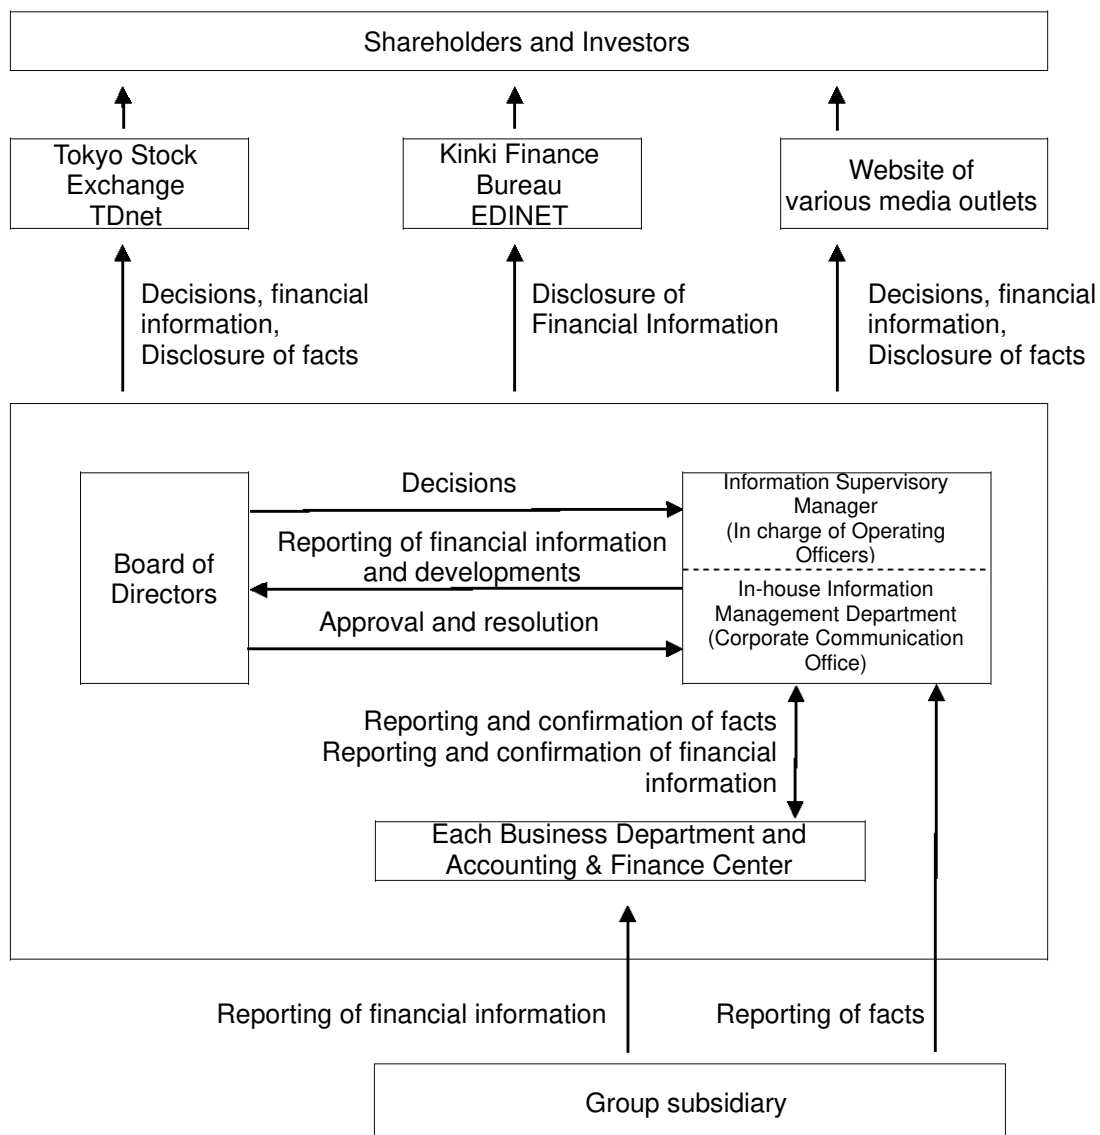 Shareholders and Investors
Tokyo Stock
Exchange
TDnet
Kinki Finance
Bureau
EDINET
Website of
various media outlets
Decisions, financial
information,
Disclosure of facts
Disclosure of
Financial Information
Decisions, financial
information,
Disclosure of facts
Board of
Directors
Decisions
Reporting of financial information
and developments
Approval and resolution
Information Supervisory
Manager
(In charge of Operating
Officers)
In-house Information
Management Department
(Corporate Communication
Office)
Reporting and confirmation of facts
Reporting and confirmation of financial
information
Each Business Department and
Accounting & Finance Center
Reporting of financial information
Reporting of facts
Group subsidiary